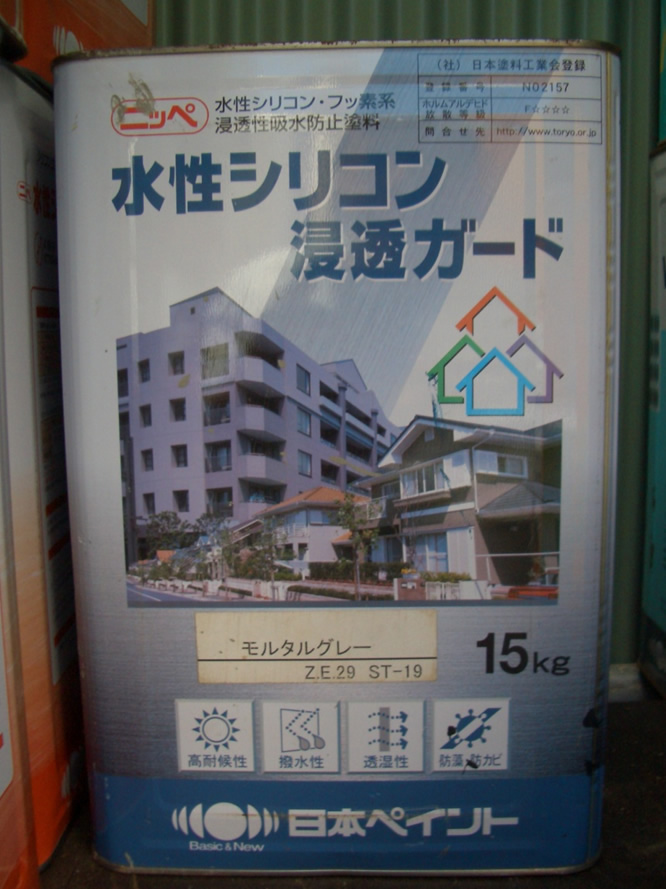 (社) 日本塗料工業会登録
登録番号 N02157
ホルムアルデヒド放散等級 F☆☆☆☆
問合せ先 http://www.toryo.or.jp
ニッペ
水性シリコン・フッ素系
浸透性吸水防止塗料
水性シリコン
浸透ガード
モルタルグレー
Z.E.29 ST-19
15kg
高耐候性
撥水性
透湿性
防藻・防カビ
日本ペイント
Basic & New